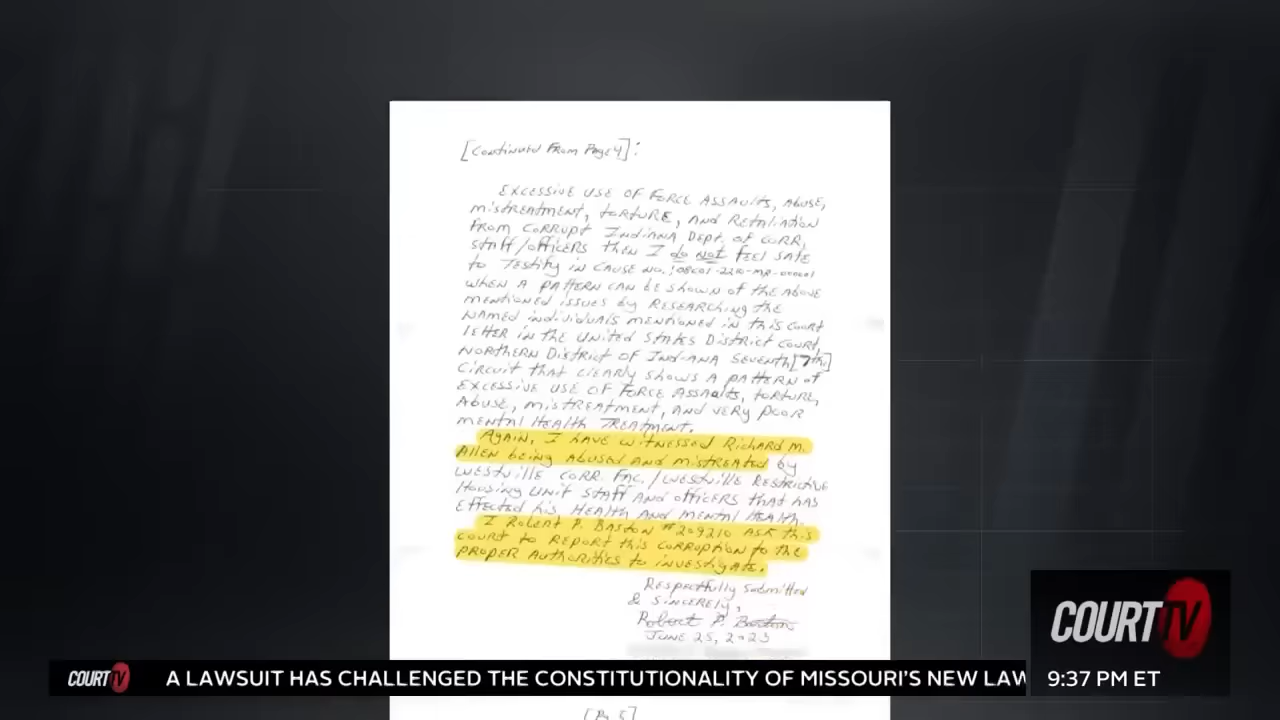 [Continued From Page 4]:
EXCESSIVE USE OF FORCE ASSAULTS, ABUSE,
MISTREATMENT, TORTURE, AND RETALIATION
FROM CORRUPT INDIANA DEPT. OF CORR,
STAFF/OFFICERS THEN I do NOT FEEL SAFE
to TESTIFY IN CAUSE NO.: 08C01-2210-MR-00001
WHEN A PATTERN CAN BE SHOWN OF THE ABOVE
MENTIONED ISSUES by RESEARCHING the
NAMED INDIVIDUALS MENTIONED IN THIS COURT
LETTER IN THE UNITED STATES DISTRICT COURT,
NORTHERN DISTRICT OF INDIANA SEVENTH [7th]
CIRCUIT THAT CLEARLY SHOWS A PATTERN OF
EXCESSIVE USE OF FORCE ASSAULTS, TORTURE,
ABUSE, MISTREATMENT, AND VERY POOR
MENTAL HEALTH TREATMENT.
Again, I HAVE WITNESSED RICHARD M.
ALLEN BEING ABUSED AND MISTREATED by
WESTVILLE CORR. FAC./WESTVILLE RESTRICTIVE
HOUSING UNIT STAFF AND OFFICERS THAT HAS
EFFECTED his HEALTH AND MENTAL HEALTH.
I ROBERT P. BASTON #209210 ASK this
COURT to REPORT this CORRUPTION to the
PROPER AUTHORITIES to INVESTIGATE.
RESPECTFULLY SUBMITTED
& SINCERELY,
Robert P. Baston
JUNE 25, 2023
[Pg. 5]
COURT TV
COURT TV A LAWSUIT HAS CHALLENGED THE CONSTITUTIONALITY OF MISSOURI'S NEW LAW 9:37 PM ET